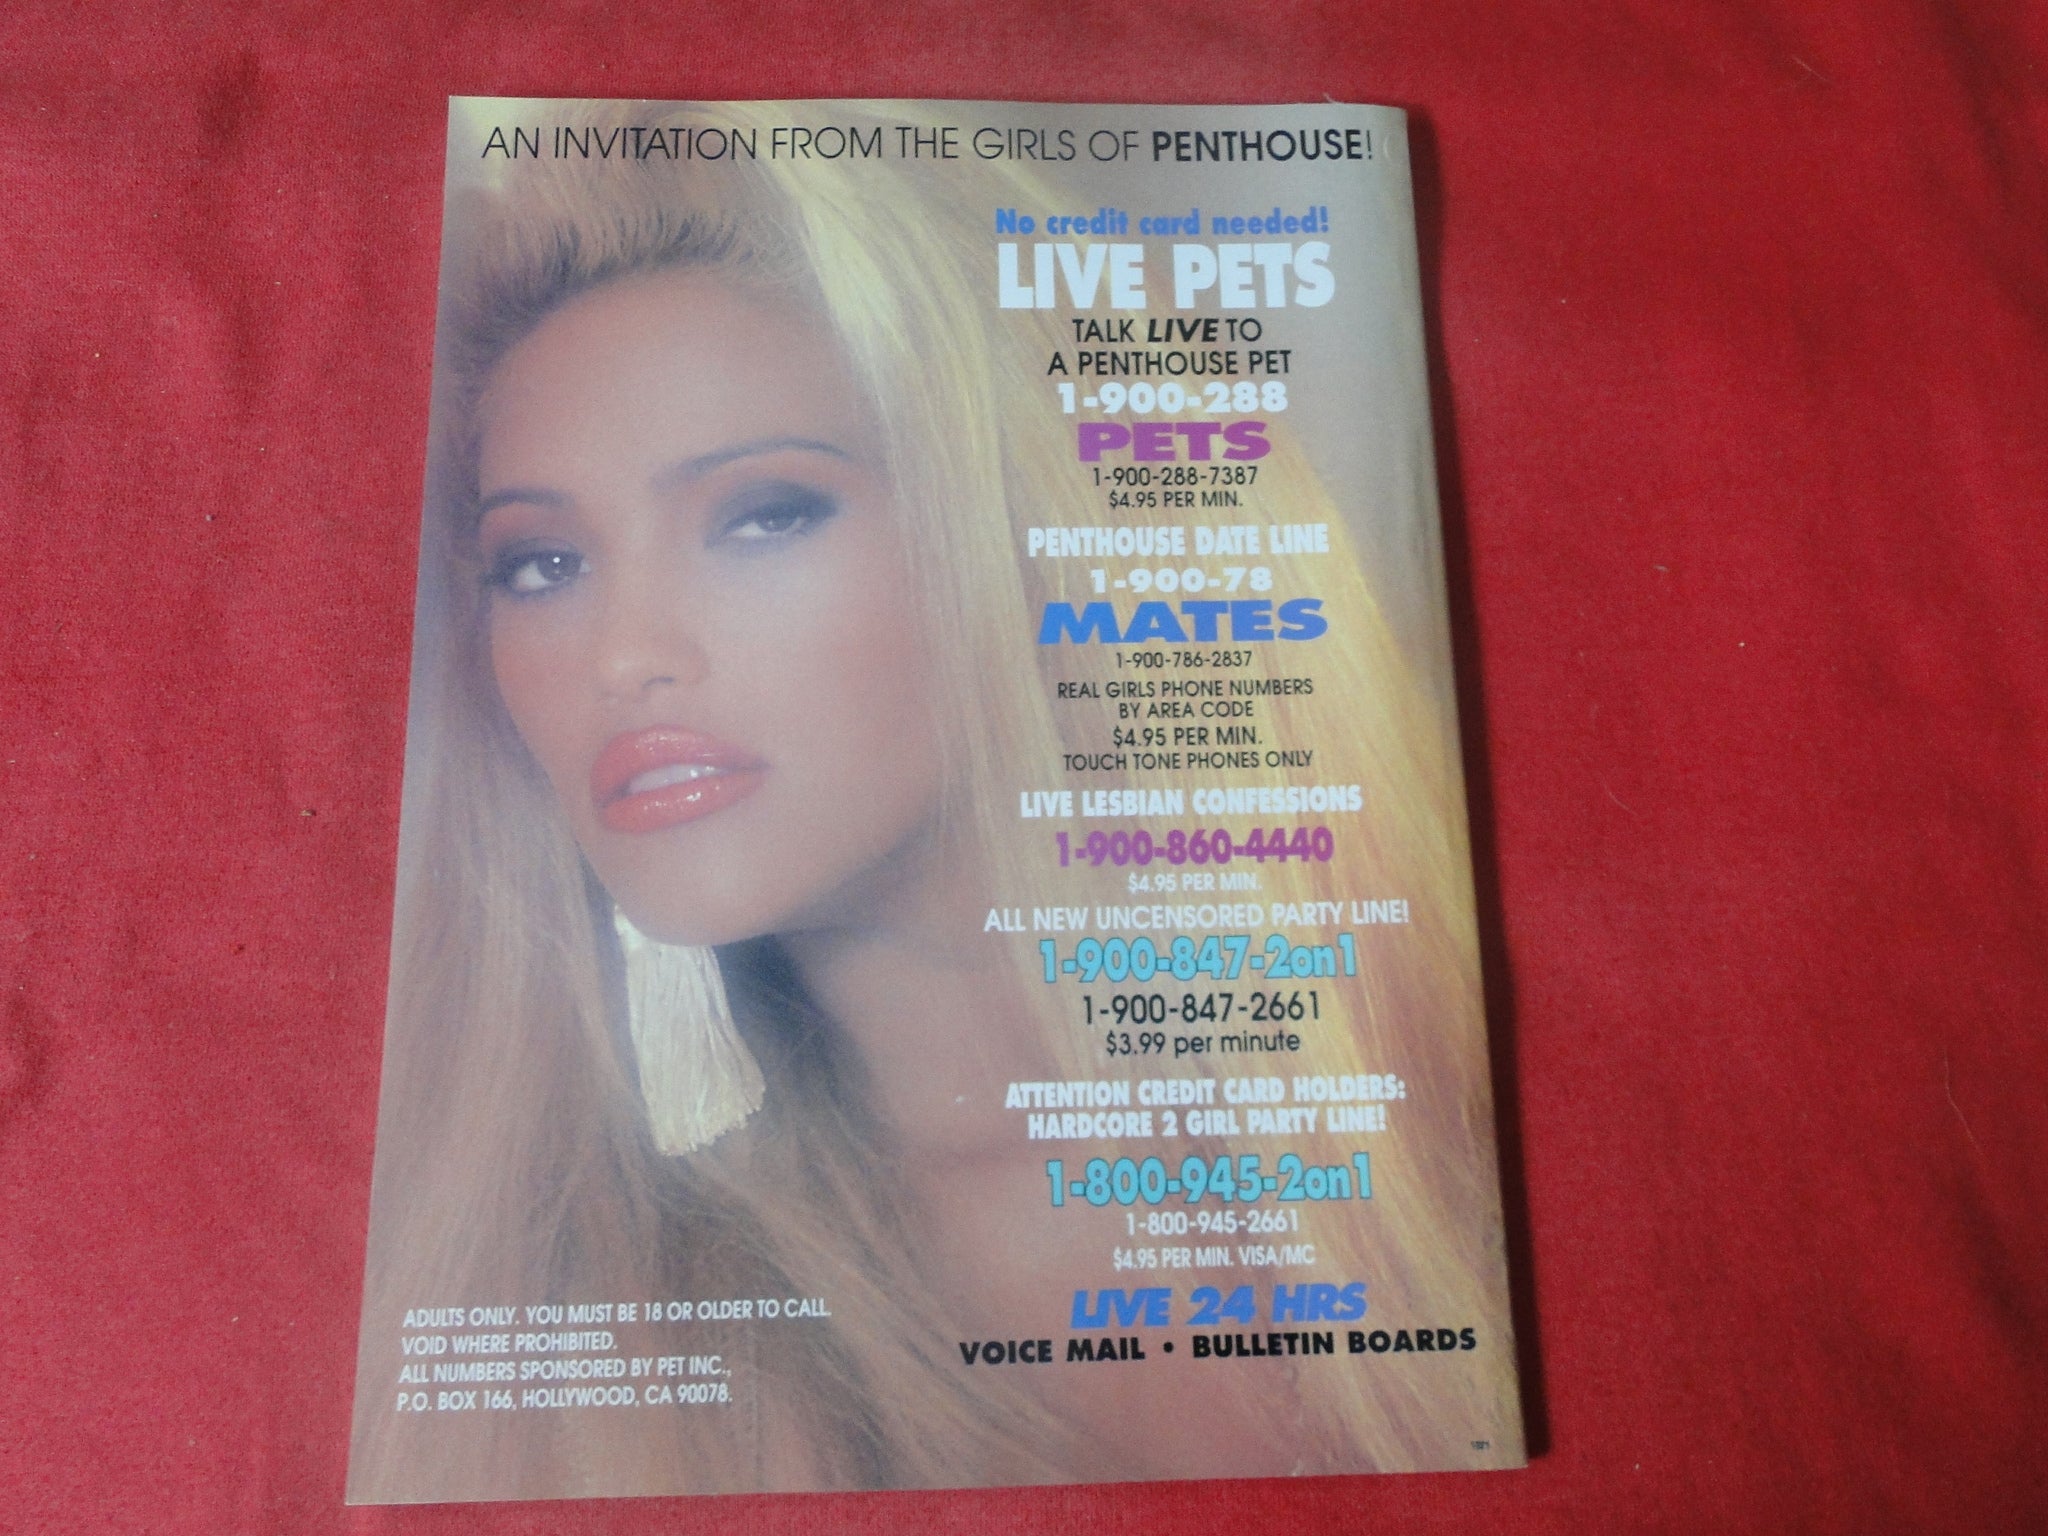 AN INVITATION FROM THE GIRLS OF PENTHOUSE!
No credit card needed!
LIVE PETS
TALK LIVE TO
A PENTHOUSE PET
1-900-288
PETS
1-900-288-7387
$4.95 PER MIN.
PENTHOUSE DATE LINE
1-900-78
MATES
1-900-786-2837
REAL GIRLS PHONE NUMBERS
BY AREA CODE
$4.95 PER MIN.
TOUCH TONE PHONES ONLY
LIVE LESBIAN CONFESSIONS
1-900-860-4440
$4.95 PER MIN.
ALL NEW UNCENSORED PARTY LINE!
1-900-847-2on1
1-900-847-2661
$3.99 per minute
ATTENTION CREDIT CARD HOLDERS:
HARDCORE 2 GIRL PARTY LINE!
1-800-945-2on1
1-800-945-2661
$4.95 PER MIN. VISA/MC
LIVE 24 HRS
VOICE MAIL • BULLETIN BOARDS
ADULTS ONLY. YOU MUST BE 18 OR OLDER TO CALL.
VOID WHERE PROHIBITED.
ALL NUMBERS SPONSORED BY PET INC.,
P.O. BOX 166, HOLLYWOOD, CA 90078.